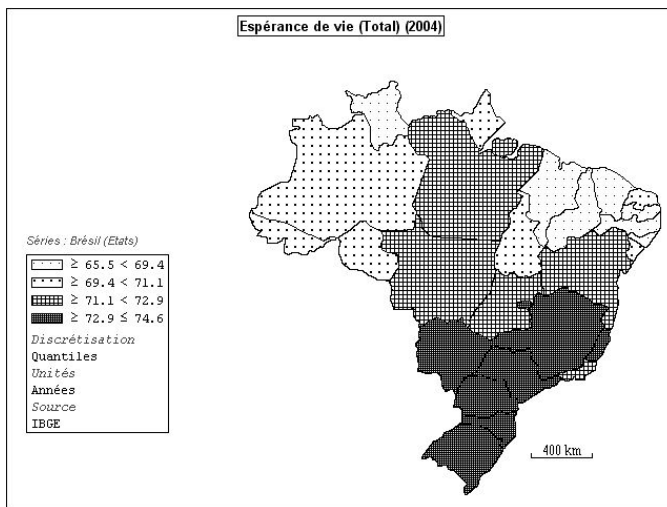 Espérance de vie (Total) (2004)
Séries : Brésil (Etats)
≥ 65.5 < 69.4
≥ 69.4 < 71.1
≥ 71.1 < 72.9
≥ 72.9 ≤ 74.6
Discrétisation
Quantiles
Unités
Années
Source
IBGE
400 km